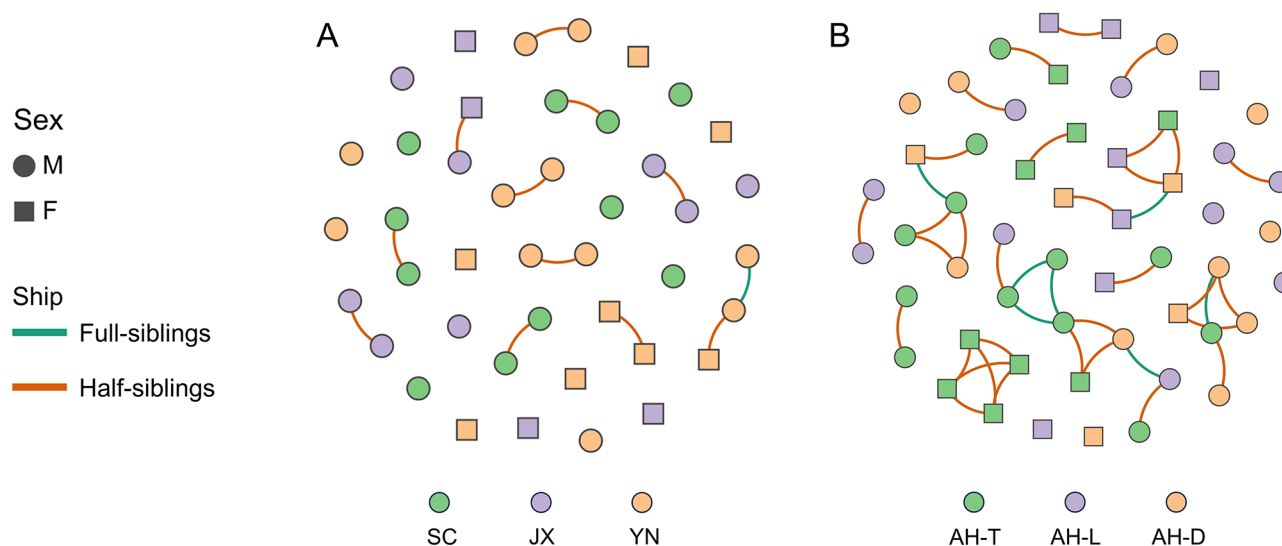 A
B
Sex
M
F
Ship
Full-siblings
Half-siblings
SC
JX
YN
AH-T
AH-L
AH-D